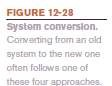 FIGURE 12-28
System conversion.
Converting from an old
system to the new one
often follows one of
these four approaches.